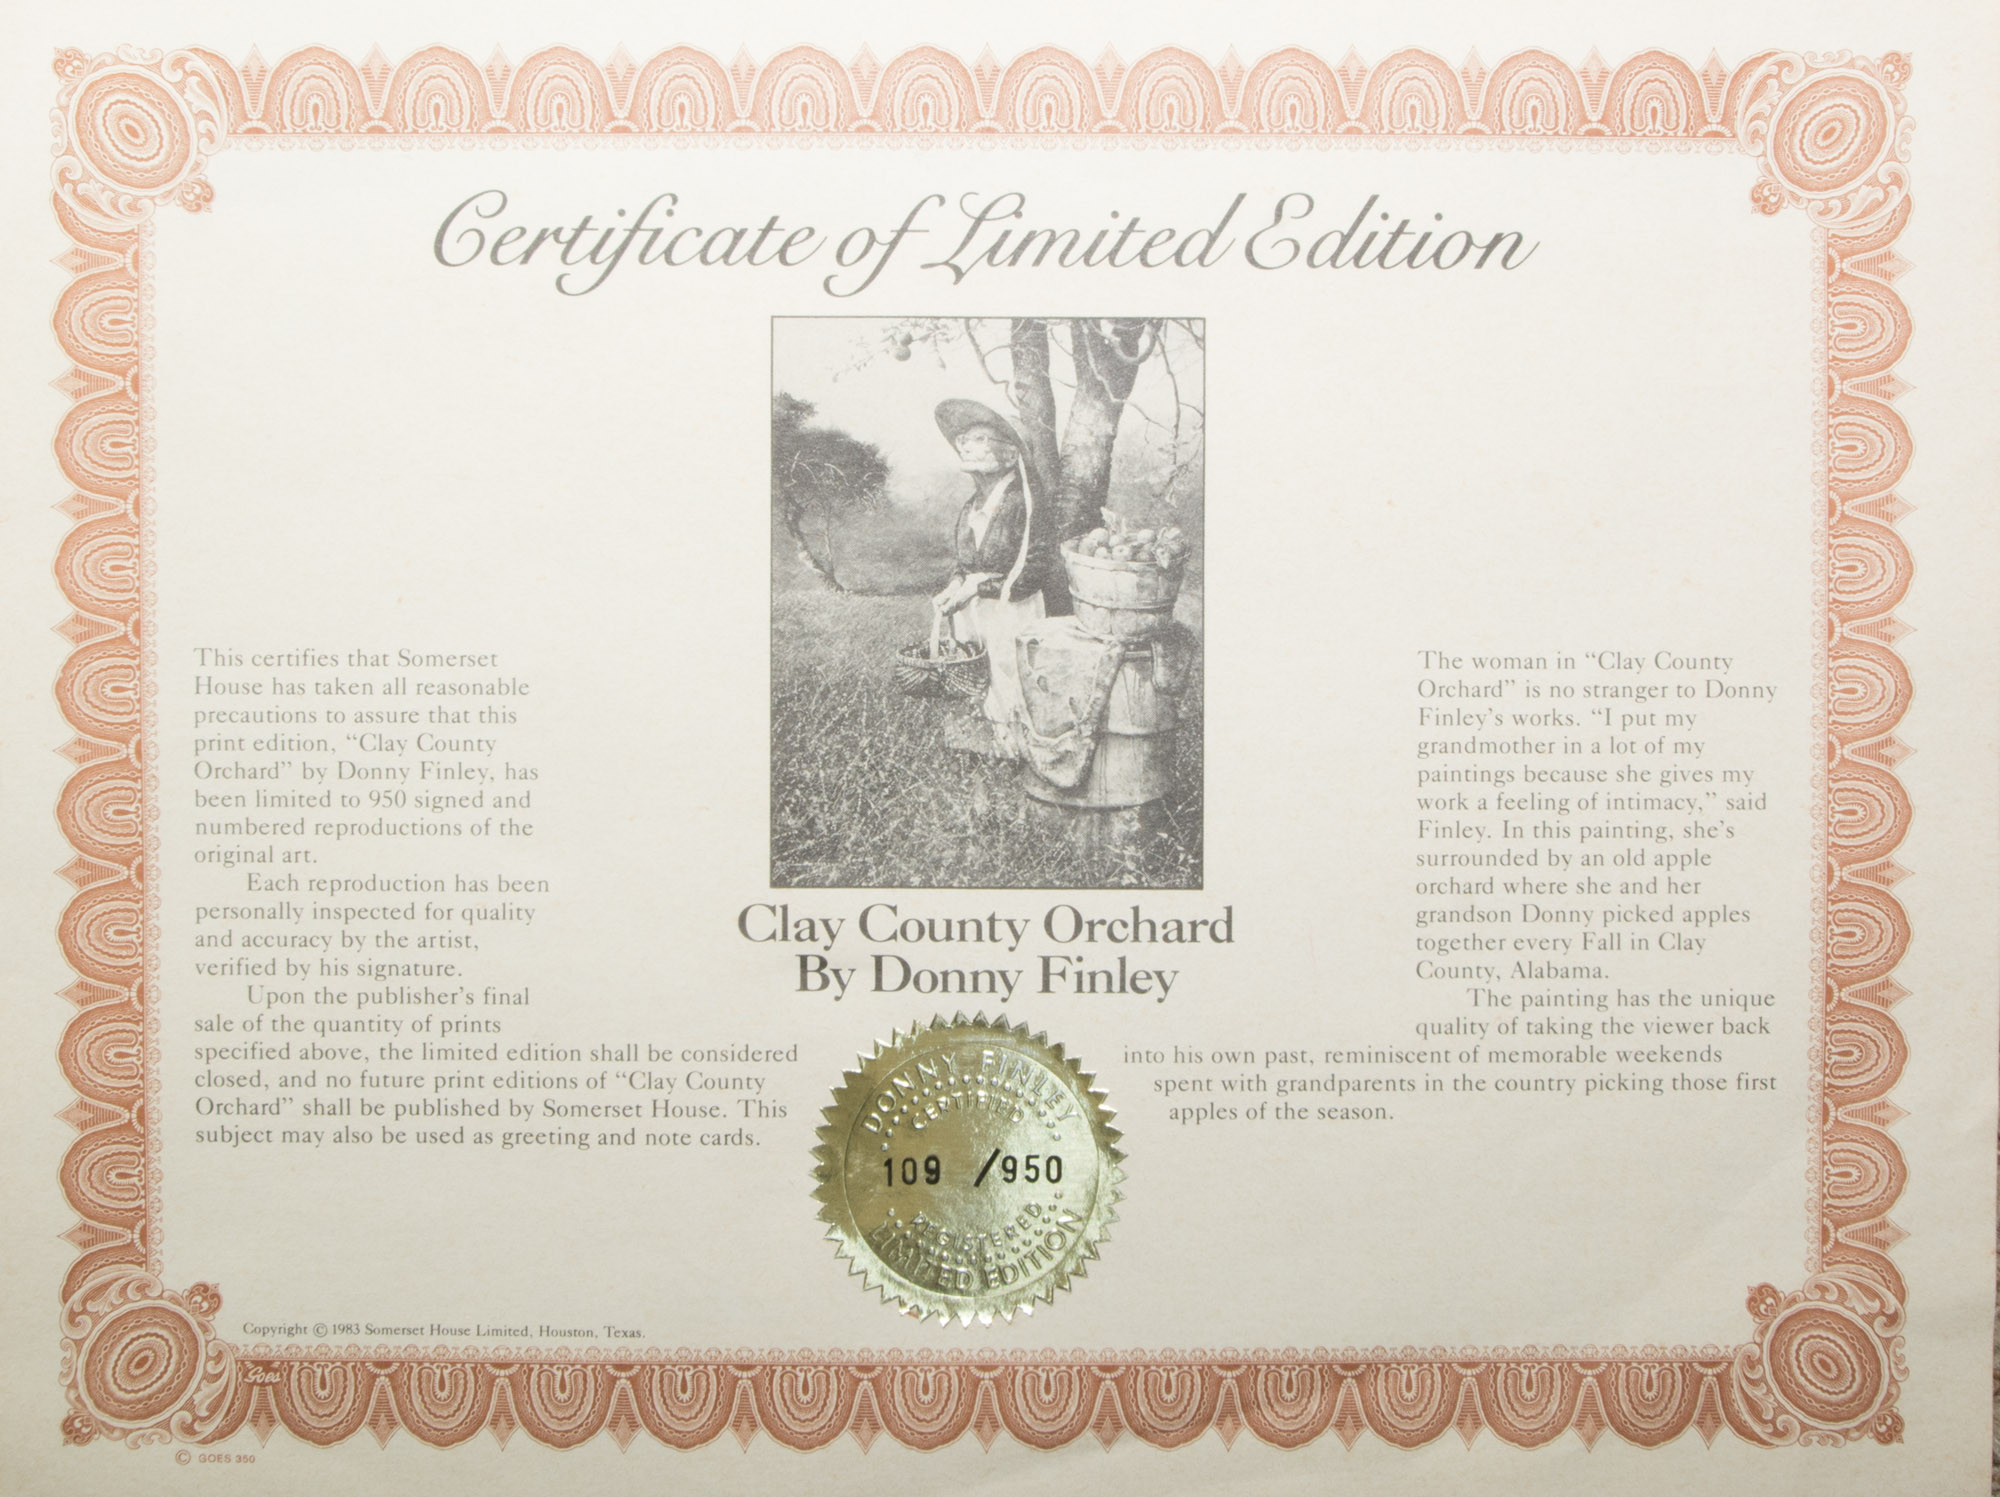 Certificate of Limited Edition
This certifies that Somerset
House has taken all reasonable
precautions to assure that this
print edition, “Clay County
Orchard” by Donny Finley, has
been limited to 950 signed and
numbered reproductions of the
original art.
Each reproduction has been
personally inspected for quality
and accuracy by the artist,
verified by his signature.
Upon the publisher’s final
sale of the quantity of prints
specified above, the limited edition shall be considered
closed, and no future print editions of “Clay County
Orchard” shall be published by Somerset House. This
subject may also be used as greeting and note cards.
Clay County Orchard
By Donny Finley
The woman in “Clay County
Orchard” is no stranger to Donny
Finley’s works. “I put my
grandmother in a lot of my
paintings because she gives my
work a feeling of intimacy,” said
Finley. In this painting, she’s
surrounded by an old apple
orchard where she and her
grandson Donny picked apples
together every Fall in Clay
County, Alabama.
The painting has the unique
quality of taking the viewer back
into his own past, reminiscent of memorable weekends
spent with grandparents in the country picking those first
apples of the season.
DONNY FINLEY
CERTIFIED
109 /950
REGISTERED
LIMITED EDITION
Copyright © 1983 Somerset House Limited, Houston, Texas.
Goes
© GOES 350